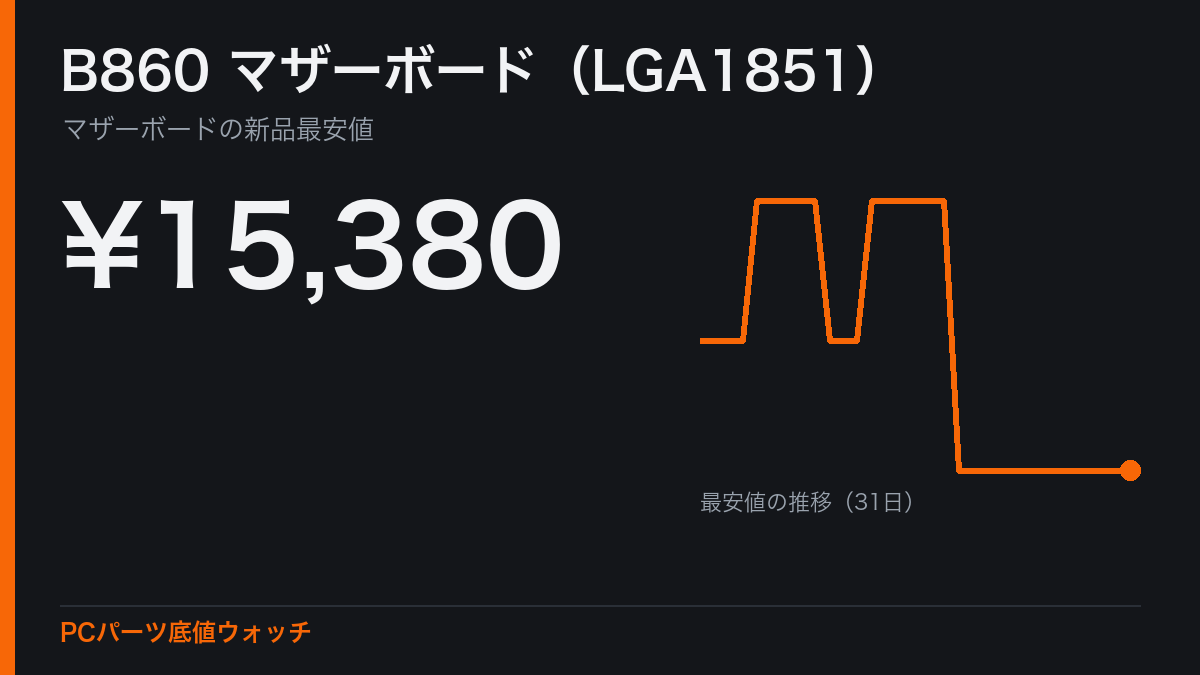 B860 マザーボード（LGA1851）
マザーボードの新品最安値
¥15,380
最安値の推移（31日）
PCパーツ底値ウォッチ